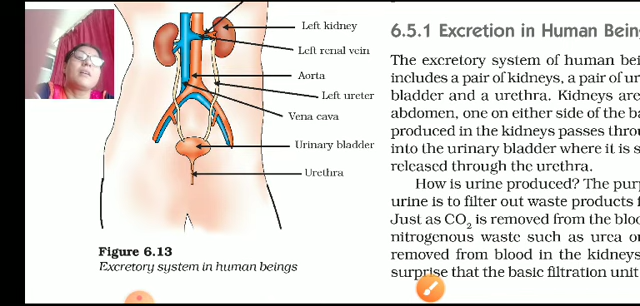 Left kidney
Left renal vein
Aorta
Left ureter
Vena cava
Urinary bladder
Urethra
Figure 6.13
Excretory system in human beings
6.5.1 Excretion in Human Bein
The excretory system of human bei
includes a pair of kidneys, a pair of ur
bladder and a urethra. Kidneys are
abdomen, one on either side of the ba
produced in the kidneys passes throu
into the urinary bladder where it is s
released through the urethra.
How is urine produced? The purp
urine is to filter out waste products f
Just as CO₂ is removed from the bloo
nitrogenous waste such as urea or
removed from blood in the kidneys
surprise that the basic filtration unit